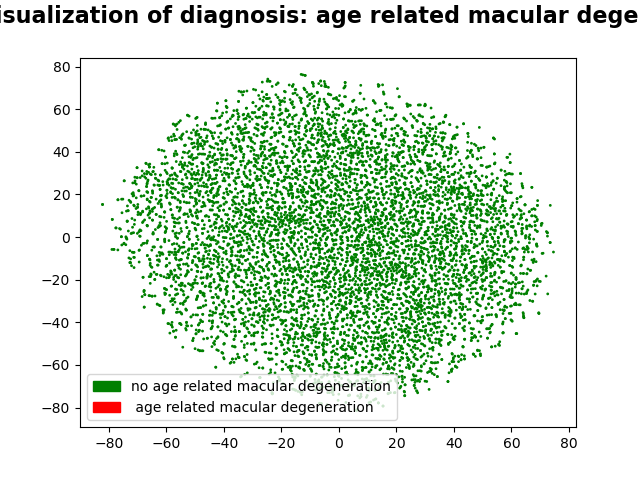 isualization of diagnosis: age related macular dege
80
60
40
20
0
−20
−40
−60
−80
no age related macular degeneration
age related macular degeneration
−80 −60 −40 −20 0 20 40 60 80